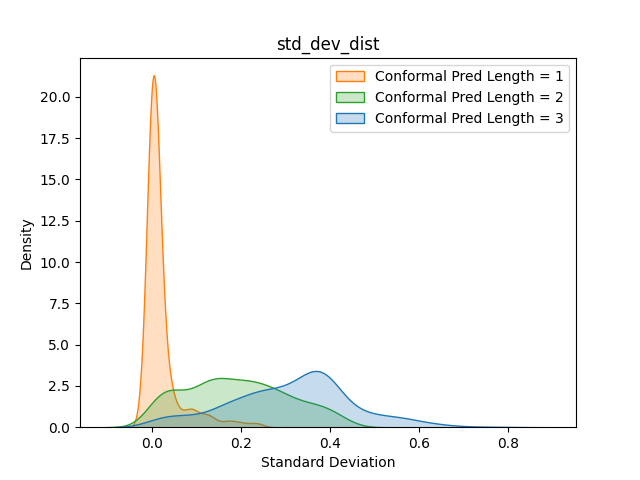 std_dev_dist
Conformal Pred Length = 1
Conformal Pred Length = 2
Conformal Pred Length = 3
Density
20.0
17.5
15.0
12.5
10.0
7.5
5.0
2.5
0.0
0.0 0.2 0.4 0.6 0.8
Standard Deviation